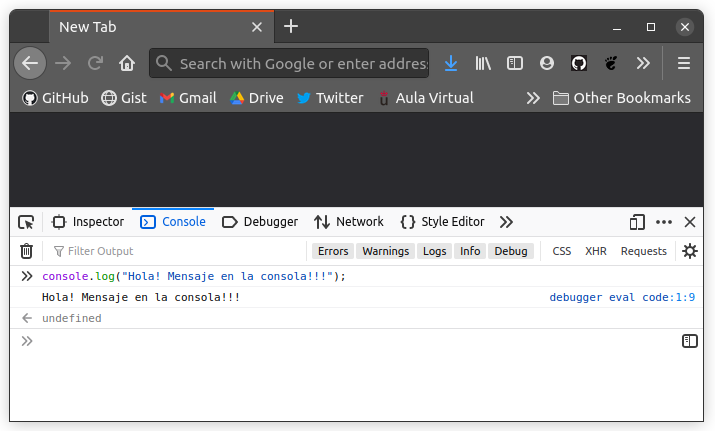 New Tab
Search with Google or enter address
GitHub Gist Gmail Drive Twitter Aula Virtual Other Bookmarks
Inspector Console Debugger Network Style Editor
Filter Output Errors Warnings Logs Info Debug CSS XHR Requests
console.log("Hola! Mensaje en la consola!!!");
Hola! Mensaje en la consola!!! debugger eval code:1:9
undefined